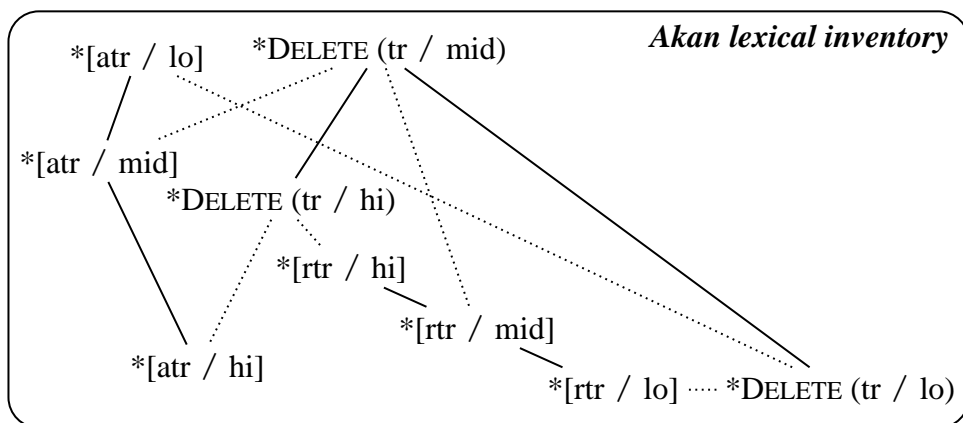 Akan lexical inventory
*[atr / lo]
*DELETE (tr / mid)
*[atr / mid]
*DELETE (tr / hi)
*[rtr / hi]
*[rtr / mid]
*[atr / hi]
*[rtr / lo]
*DELETE (tr / lo)